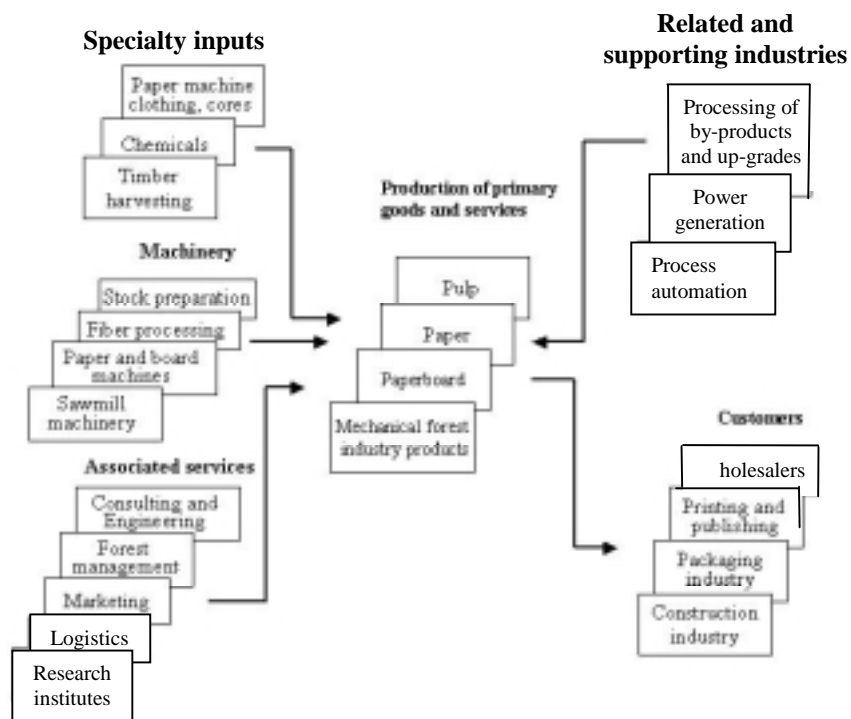 Specialty inputs
Paper machine
clothing, cores
Chemicals
Timber
harvesting
Machinery
Stock preparation
Fiber processing
Paper and board
machines
Sawmill
machinery
Associated services
Consulting and
Engineering
Forest
management
Marketing
Logistics
Research
institutes
Production of primary
goods and services
Pulp
Paper
Paperboard
Mechanical forest
industry products
Related and
supporting industries
Processing of
by-products
and up-grades
Power
generation
Process
automation
Customers
holesalers
Printing and
publishing
Packaging
industry
Construction
industry